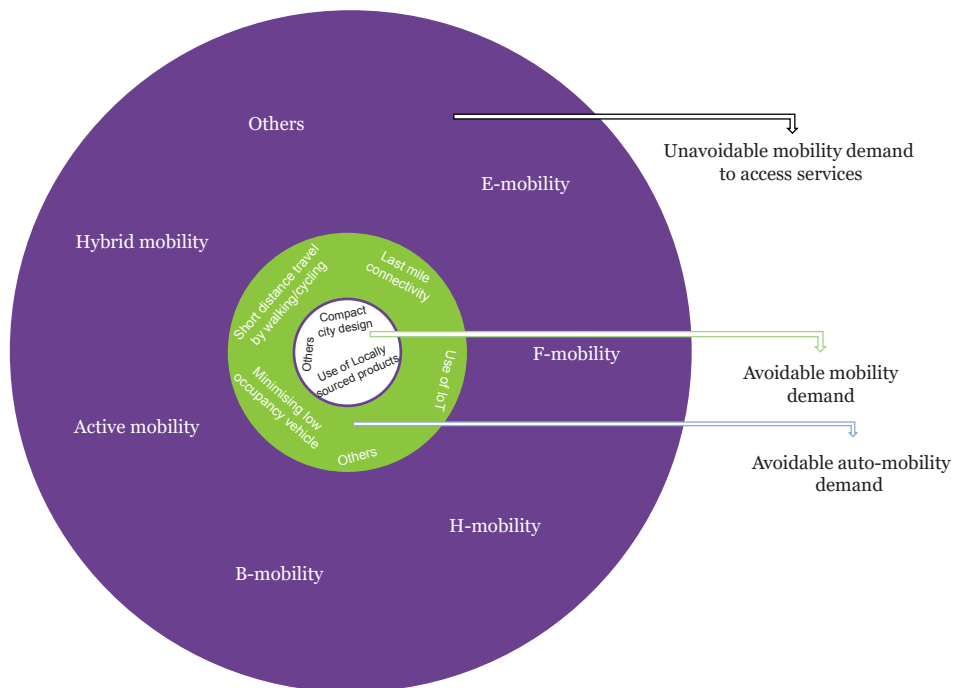 Others
Unavoidable mobility demand
to access services
E-mobility
Hybrid mobility
Short distance travel
by walking/cycling
Last mile
connectivity
Compact
city design
Others
Use of Locally
sourced products
Use of IoT
F-mobility
Avoidable mobility
demand
Minimising low
occupancy vehicle
Active mobility
Others
Avoidable auto-mobility
demand
H-mobility
B-mobility